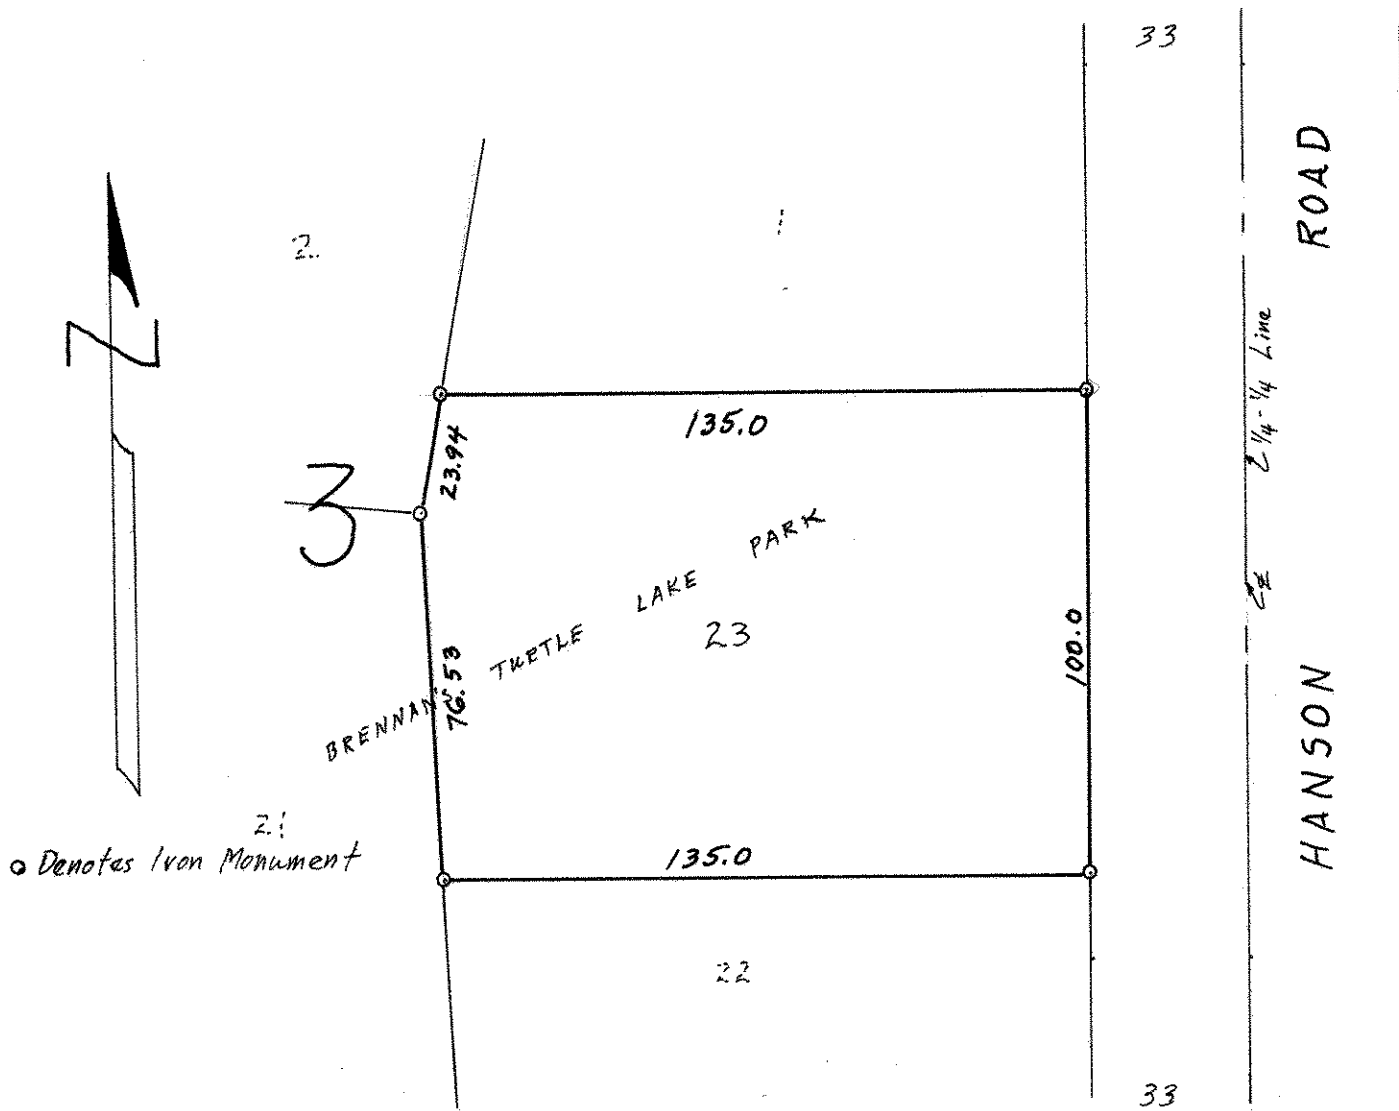 33
ROAD
2
1
N
¼-¼ Line
135.0
23.94
3
BRENNAN'S TURTLE LAKE PARK
23
100.0
76.53
HANSON
21
o Denotes Iron Monument
135.0
22
33